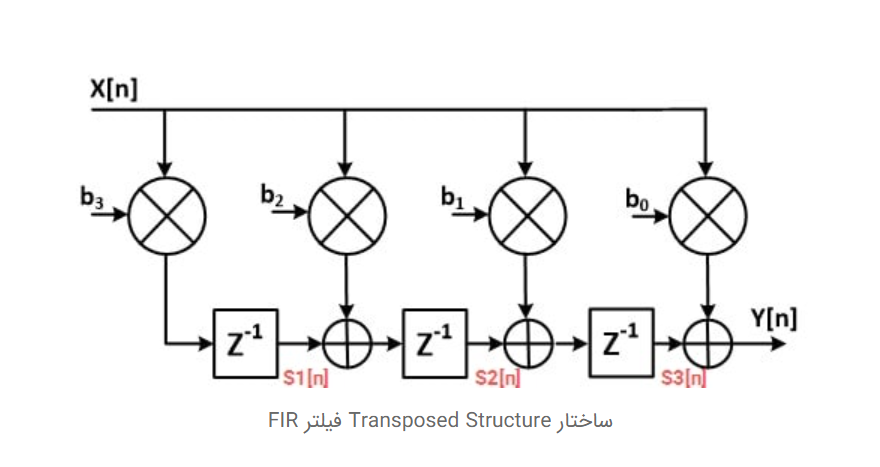 X[n]
b₃ b₂ b₁ b₀
Z⁻¹ Z⁻¹ Z⁻¹ Y[n]
S1[n] S2[n] S3[n]
ساختار Transposed Structure فیلتر FIR